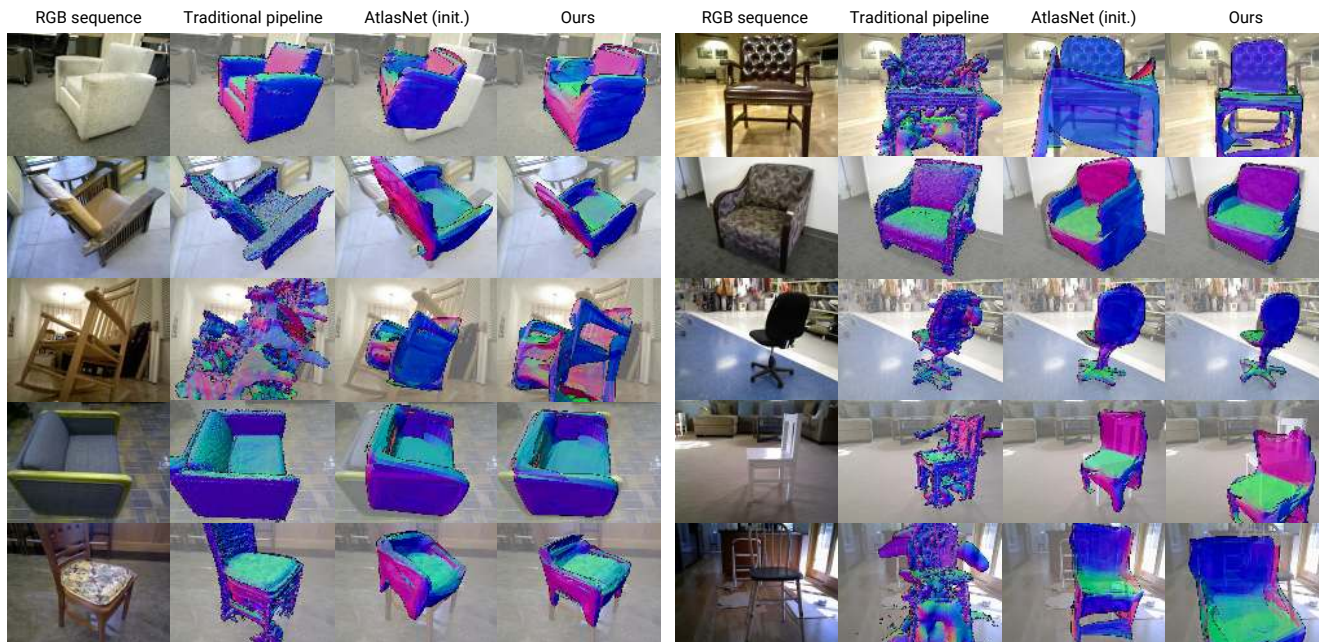 RGB sequence Traditional pipeline AtlasNet (init.) Ours RGB sequence Traditional pipeline AtlasNet (init.) Ours